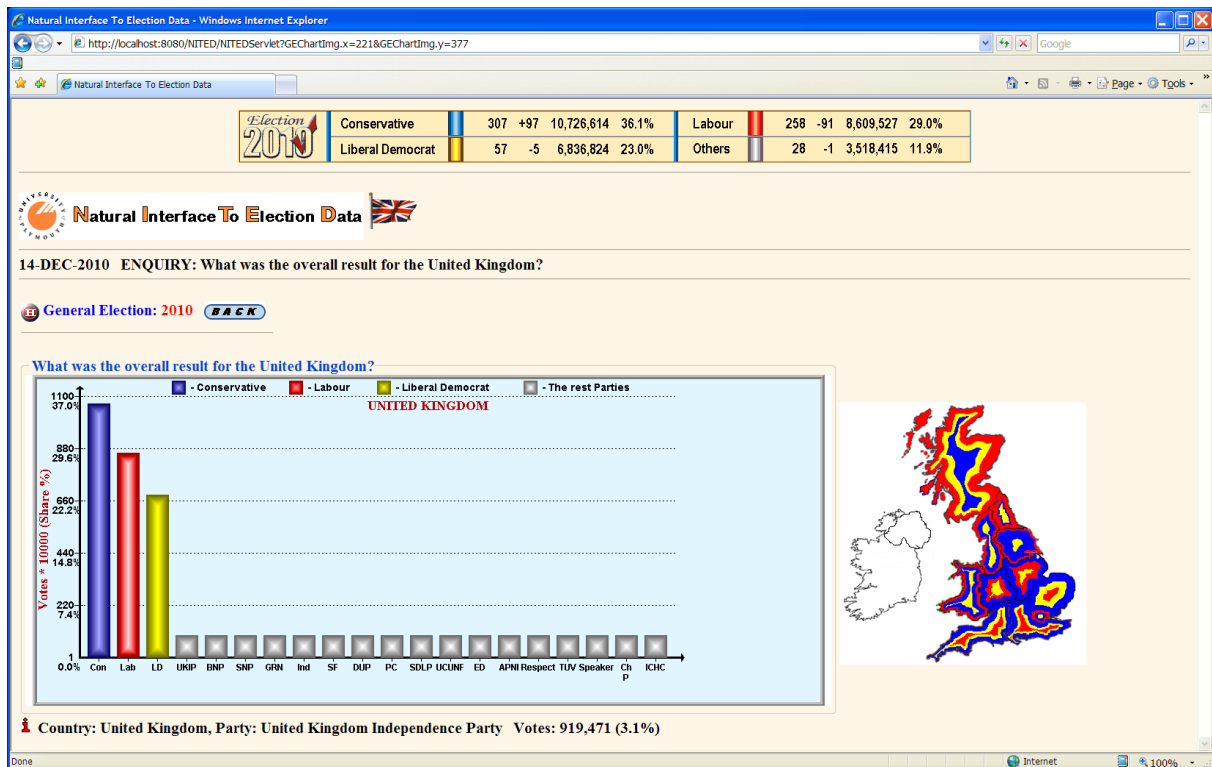 Natural Interface To Election Data - Windows Internet Explorer
http://localhost:8080/NITED/NITEDServlet?GEChartImg.x=221&GEChartImg.y=377
Google
Natural Interface To Election Data
Page
Tools
Election 2010
Conservative 307 +97 10,726,614 36.1% Labour 258 -91 8,609,527 29.0%
Liberal Democrat 57 -5 6,836,824 23.0% Others 28 -1 3,518,415 11.9%
UNIVERSITY
PLYMOUTH
Natural Interface To Election Data
14-DEC-2010 ENQUIRY: What was the overall result for the United Kingdom?
H General Election: 2010 BACK
What was the overall result for the United Kingdom?
- Conservative - Labour - Liberal Democrat - The rest Parties
UNITED KINGDOM
1100
37.0%
880
29.6%
660
22.2%
440
14.8%
220
7.4%
1
0.0%
Votes * 10000 (Share %)
Con Lab LD UKIP BNP SNP GRN Ind SF DUP PC SDLP UCUNF ED APNI Respect TUV Speaker Ch P ICHC
i Country: United Kingdom, Party: United Kingdom Independence Party Votes: 919,471 (3.1%)
Done Internet 100%